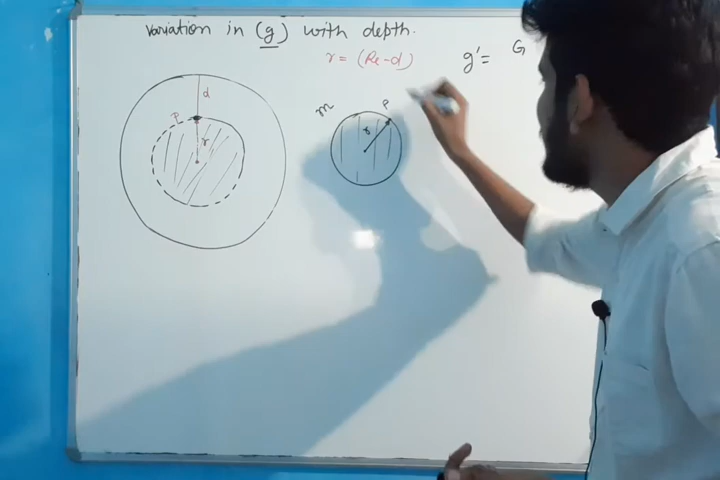 variation in (g) with depth.
r = (Re-d)
g' = G
d
P
r
m
P
r